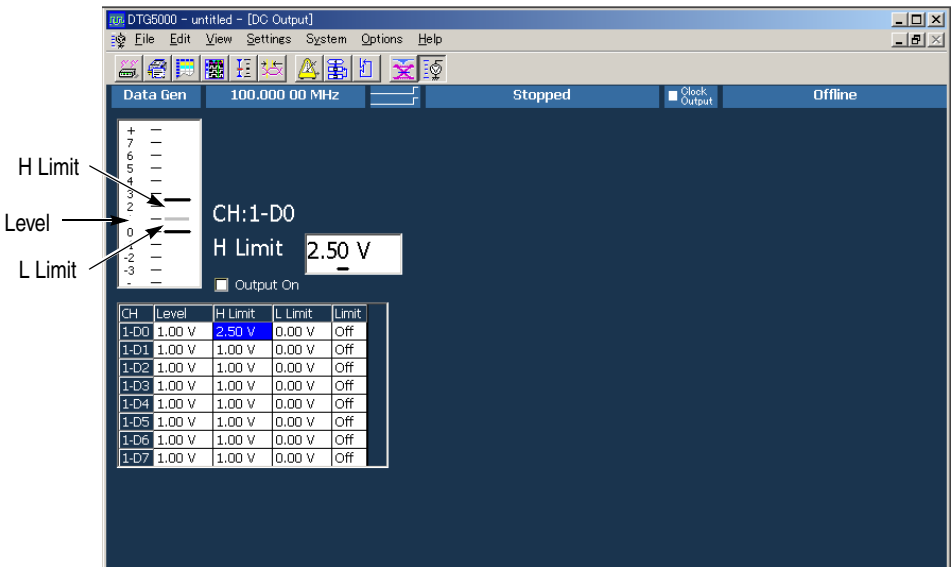 DTG5000 - untitled - [DC Output]
File Edit View Settings System Options Help
Data Gen 100.000 00 MHz Stopped Clock Output Offline
+
7
6
5
4
3
2
0
-1
-2
-3
-
H Limit
Level
L Limit
CH:1-D0
H Limit 2.50 V
Output On
CH Level H Limit L Limit Limit
1-D0 1.00 V 2.50 V 0.00 V Off
1-D1 1.00 V 1.00 V 0.00 V Off
1-D2 1.00 V 1.00 V 0.00 V Off
1-D3 1.00 V 1.00 V 0.00 V Off
1-D4 1.00 V 1.00 V 0.00 V Off
1-D5 1.00 V 1.00 V 0.00 V Off
1-D6 1.00 V 1.00 V 0.00 V Off
1-D7 1.00 V 1.00 V 0.00 V Off